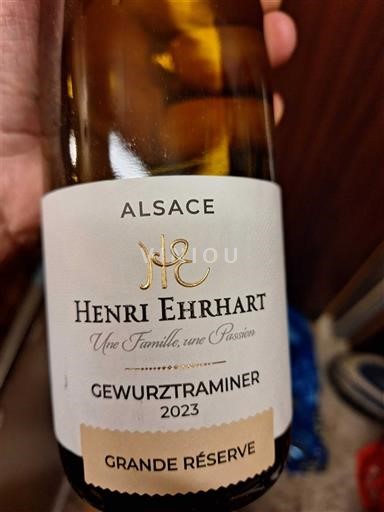 ALSACE
HE
HENRI EHRHART
Une Famille, une Passion
GEWURZTRAMINER
2023
GRANDE RÉSERVE